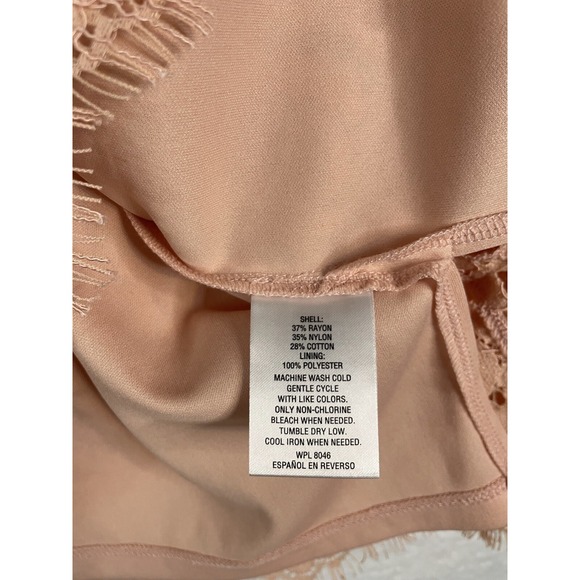 SHELL:
37% RAYON
35% NYLON
28% COTTON
LINING:
100% POLYESTER
MACHINE WASH COLD
GENTLE CYCLE
WITH LIKE COLORS.
ONLY NON-CHLORINE
BLEACH WHEN NEEDED.
TUMBLE DRY LOW.
COOL IRON WHEN NEEDED.
WPL 8046
ESPAÑOL EN REVERSO